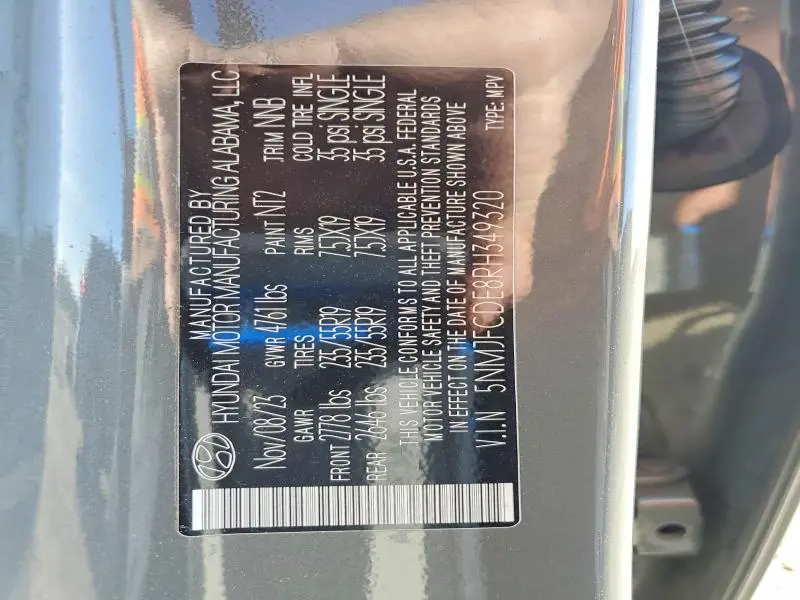 MANUFACTURED BY
HYUNDAI MOTOR MANUFACTURING ALABAMA, LLC
Nov/08/23 GVWR 4761 lbs PAINT NT2 TRIM NNB
GAWR TIRES RIMS COLD TIRE INFL
FRONT 2778 lbs 235/55R19 7.5JX19 35 psi SINGLE
REAR 2646 lbs 235/55R19 7.5JX19 35 psi SINGLE
THIS VEHICLE CONFORMS TO ALL APPLICABLE U.S.A. FEDERAL
MOTOR VEHICLE SAFETY AND THEFT PREVENTION STANDARDS
IN EFFECT ON THE DATE OF MANUFACTURE SHOWN ABOVE
V.I.N 5NMJFCDE8RH349320 TYPE: MPV